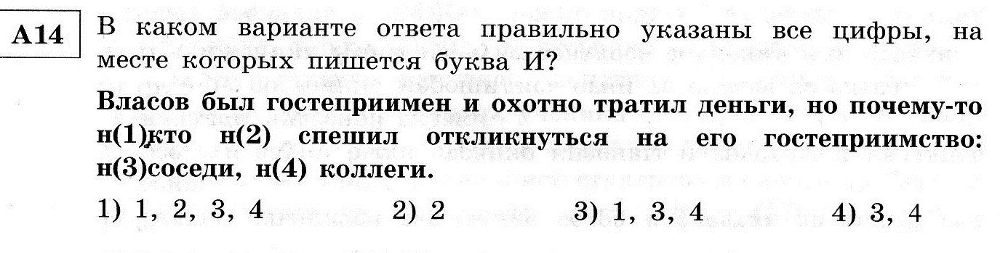 А14
В каком варианте ответа правильно указаны все цифры, на
месте которых пишется буква И?
Власов был гостеприимен и охотно тратил деньги, но почему-то
н(1)кто н(2) спешил откликнуться на его гостеприимство:
н(3)соседи, н(4) коллеги.
1) 1, 2, 3, 4 2) 2 3) 1, 3, 4 4) 3, 4